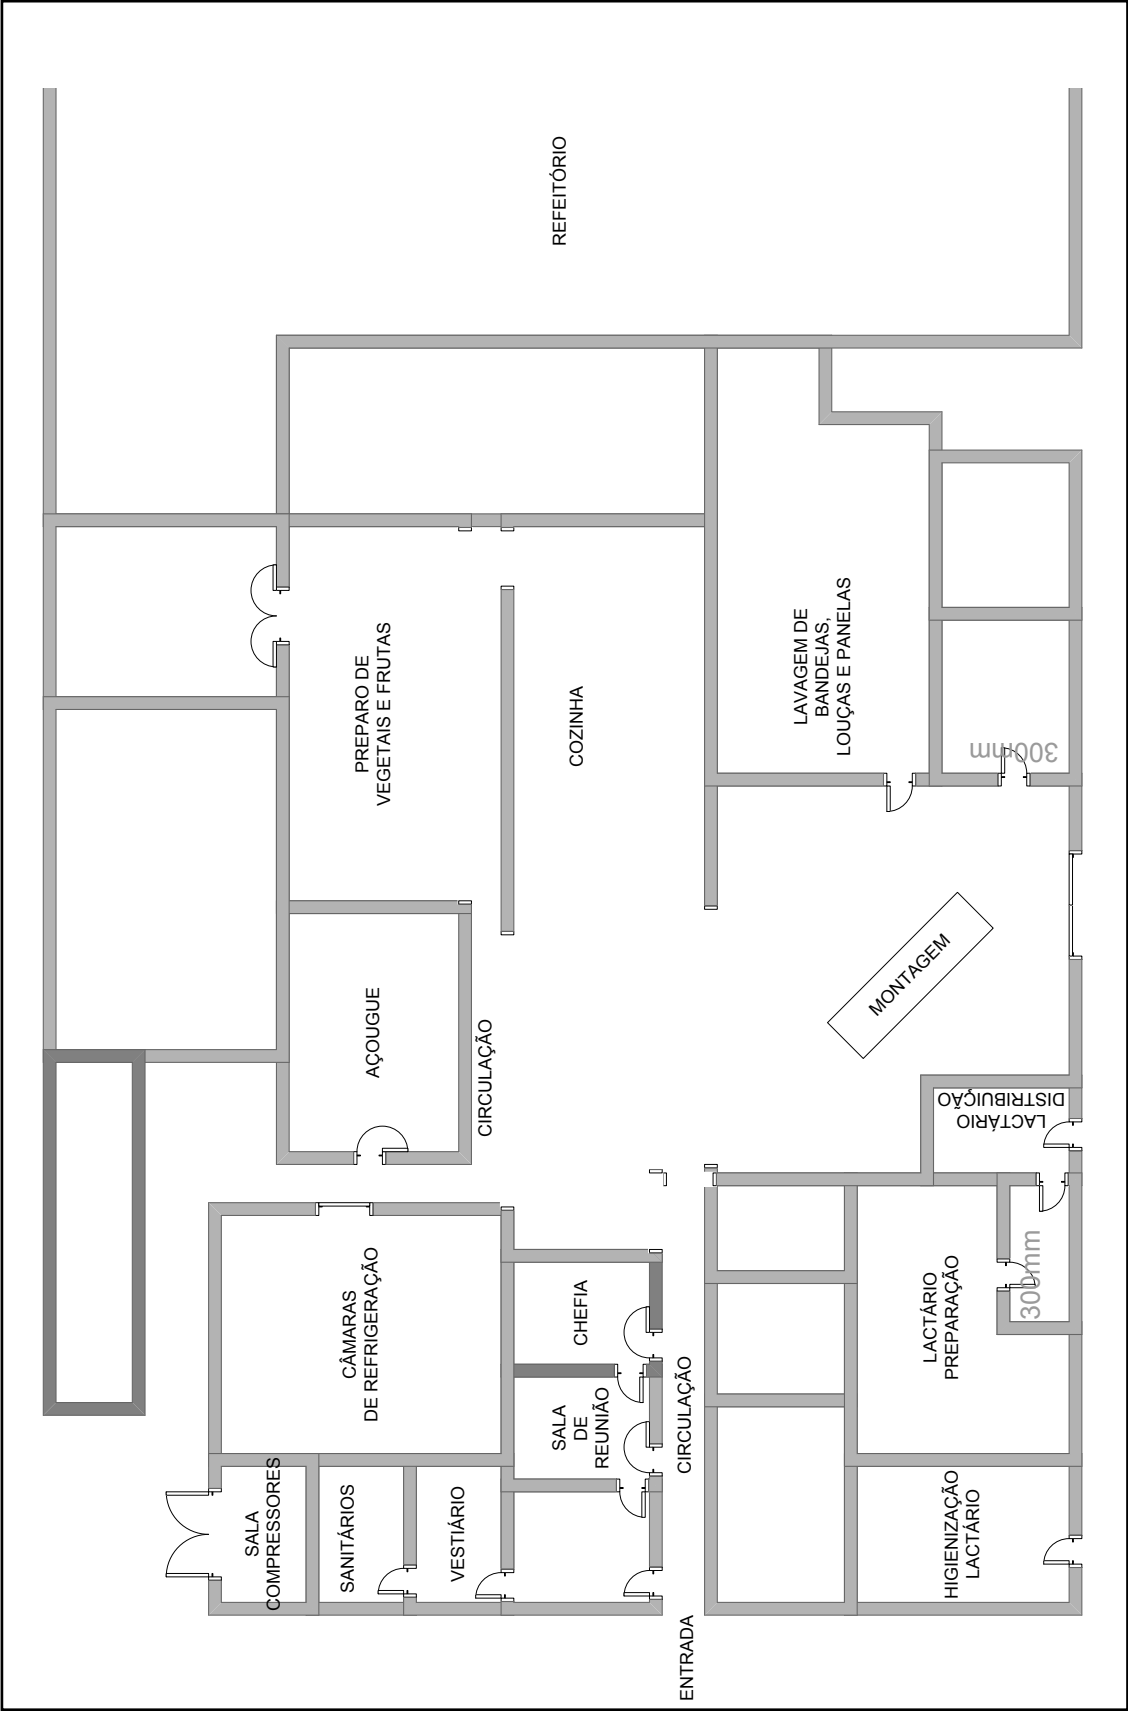 REFEITÓRIO
PREPARO DE
VEGETAIS E FRUTAS
COZINHA
LAVAGEM DE
BANDEJAS,
LOUÇAS E PANELAS
300mm
AÇOUGUE
CIRCULAÇÃO
MONTAGEM
LACTÁRIO
DISTRIBUIÇÃO
CÂMARAS
DE REFRIGERAÇÃO
CHEFIA
SALA
DE
REUNIÃO
CIRCULAÇÃO
LACTÁRIO
PREPARAÇÃO
300mm
SALA
COMPRESSORES
SANITÁRIOS
VESTIÁRIO
HIGIENIZAÇÃO
LACTÁRIO
ENTRADA